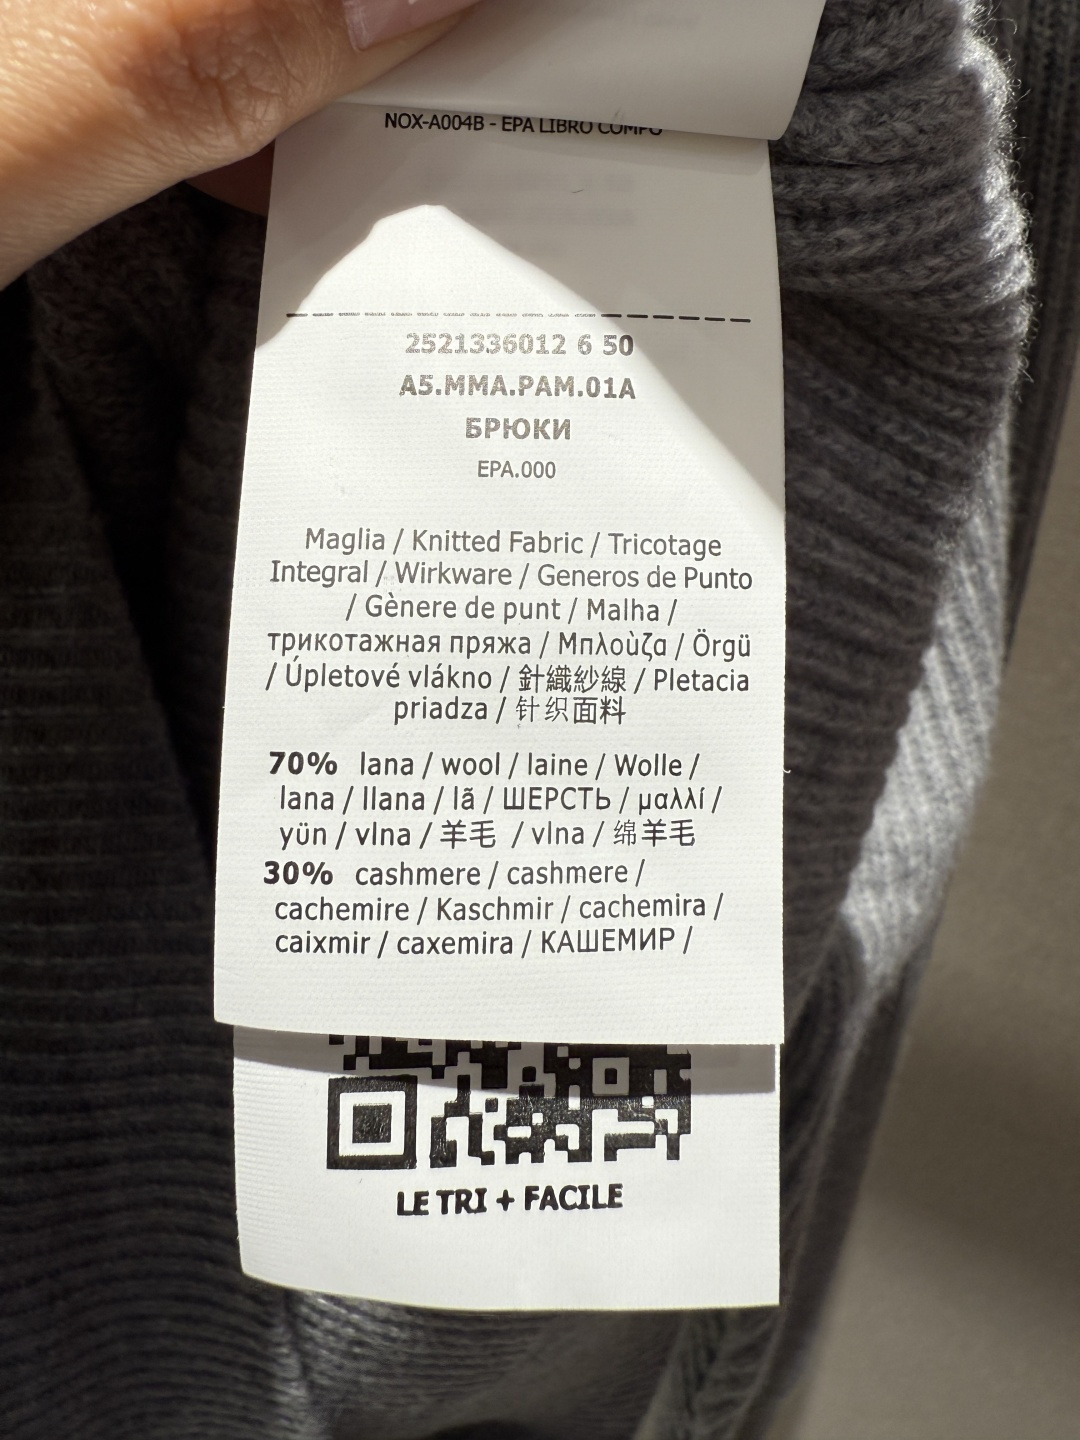 NOX-A004B - EPA LIBRO COMPO
2521336012 6 50
A5.MMA.PAM.01A
БРЮКИ
EPA.000
Maglia / Knitted Fabric / Tricotage
Integral / Wirkware / Generos de Punto
/ Gènere de punt / Malha /
трикотажная пряжа / Μπλοὺζα / Örgü
/ Úpletové vlákno / 針織紗線 / Pletacia
priadza / 针织面料
70% lana / wool / laine / Wolle /
lana / llana / lã / ШЕРСТЬ / μαλλί /
yün / vlna / 羊毛 / vlna / 绵羊毛
30% cashmere / cashmere /
cachemire / Kaschmir / cachemira /
caixmir / caxemira / КАШЕМИР /
LE TRI + FACILE